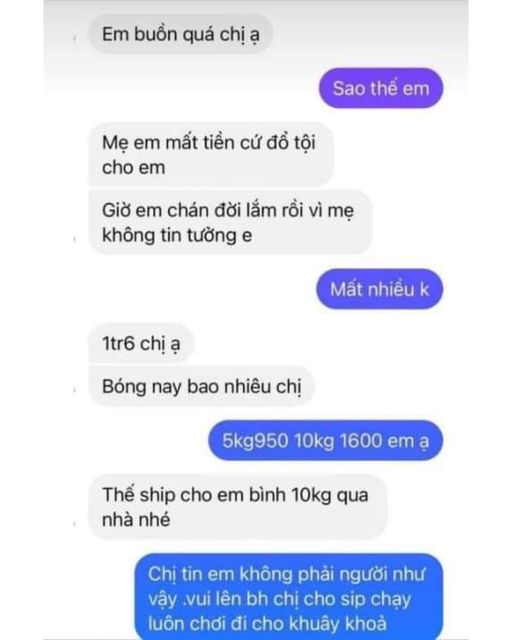 Em buồn quá chị ạ
Sao thế em
Mẹ em mất tiền cứ đổ tội
cho em
Giờ em chán đời lắm rồi vì mẹ
không tin tưởng e
Mất nhiều k
1tr6 chị ạ
Bóng nay bao nhiêu chị
5kg950 10kg 1600 em ạ
Thế ship cho em bình 10kg qua
nhà nhé
Chị tin em không phải người như
vậy .vui lên bh chị cho sip chạy
luôn chơi đi cho khuây khoả